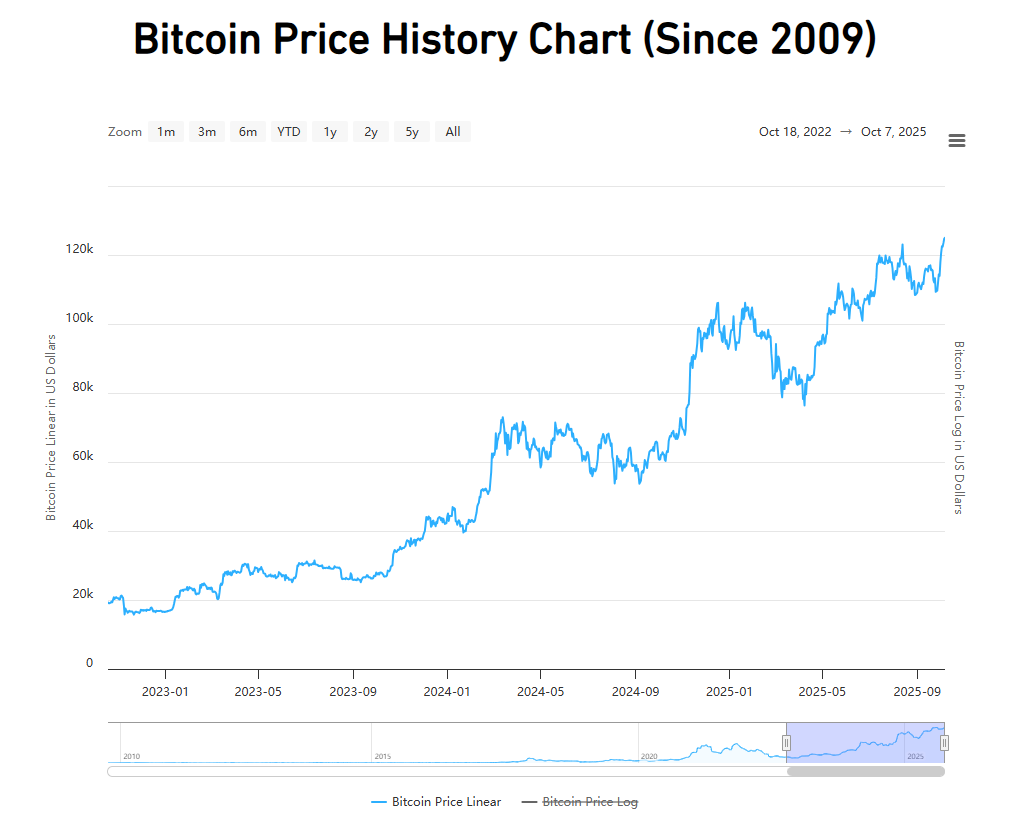 Bitcoin Price History Chart (Since 2009)
Zoom 1m 3m 6m YTD 1y 2y 5y All Oct 18, 2022 → Oct 7, 2025
120k
100k
80k
60k
40k
20k
0
Bitcoin Price Linear in US Dollars
Bitcoin Price Log in US Dollars
2023-01 2023-05 2023-09 2024-01 2024-05 2024-09 2025-01 2025-05 2025-09
2010 2015 2020 2025
Bitcoin Price Linear Bitcoin Price Log